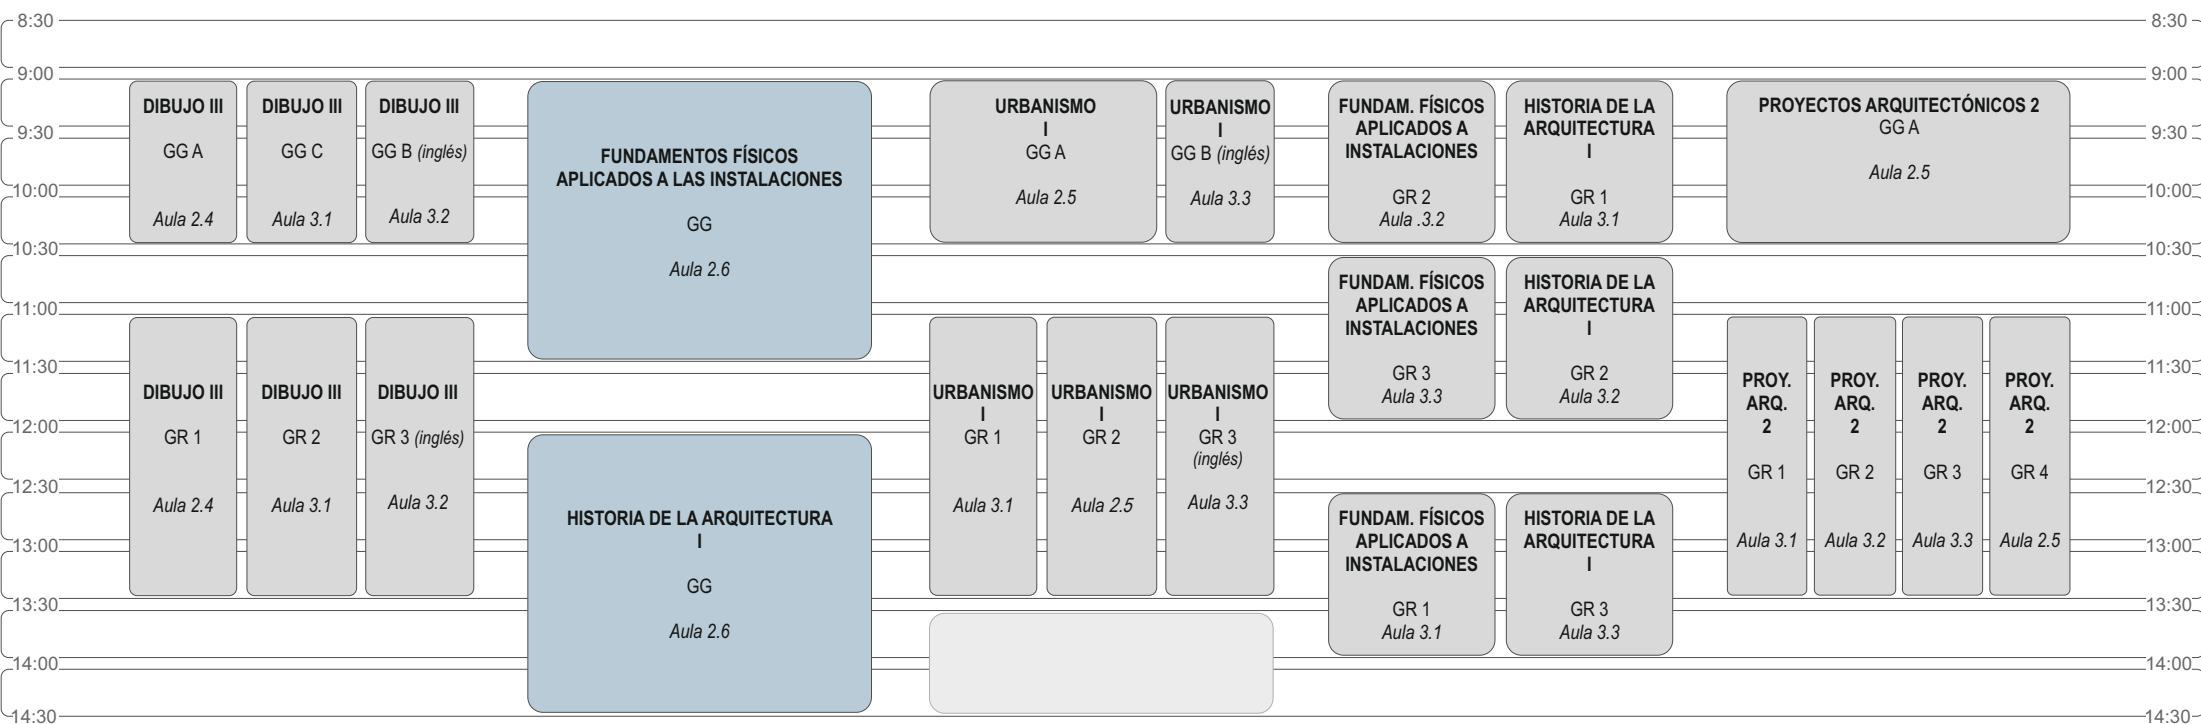 8:30
9:00
9:30
10:00
10:30
11:00
11:30
12:00
12:30
13:00
13:30
14:00
14:30
DIBUJO III
GG A
Aula 2.4
DIBUJO III
GG C
Aula 3.1
DIBUJO III
GG B (inglés)
Aula 3.2
DIBUJO III
GR 1
Aula 2.4
DIBUJO III
GR 2
Aula 3.1
DIBUJO III
GR 3 (inglés)
Aula 3.2
FUNDAMENTOS FÍSICOS
APLICADOS A LAS INSTALACIONES
GG
Aula 2.6
HISTORIA DE LA ARQUITECTURA
I
GG
Aula 2.6
URBANISMO
I
GG A
Aula 2.5
URBANISMO
I
GG B (inglés)
Aula 3.3
URBANISMO
I
GR 1
Aula 3.1
URBANISMO
I
GR 2
Aula 2.5
URBANISMO
I
GR 3
(inglés)
Aula 3.3
FUNDAM. FÍSICOS
APLICADOS A
INSTALACIONES
GR 2
Aula .3.2
HISTORIA DE LA
ARQUITECTURA
I
GR 1
Aula 3.1
FUNDAM. FÍSICOS
APLICADOS A
INSTALACIONES
GR 3
Aula 3.3
HISTORIA DE LA
ARQUITECTURA
I
GR 2
Aula 3.2
FUNDAM. FÍSICOS
APLICADOS A
INSTALACIONES
GR 1
Aula 3.1
HISTORIA DE LA
ARQUITECTURA
I
GR 3
Aula 3.3
PROYECTOS ARQUITECTÓNICOS 2
GG A
Aula 2.5
PROY.
ARQ.
2
GR 1
Aula 3.1
PROY.
ARQ.
2
GR 2
Aula 3.2
PROY.
ARQ.
2
GR 3
Aula 3.3
PROY.
ARQ.
2
GR 4
Aula 2.5
8:30
9:00
9:30
10:00
10:30
11:00
11:30
12:00
12:30
13:00
13:30
14:00
14:30